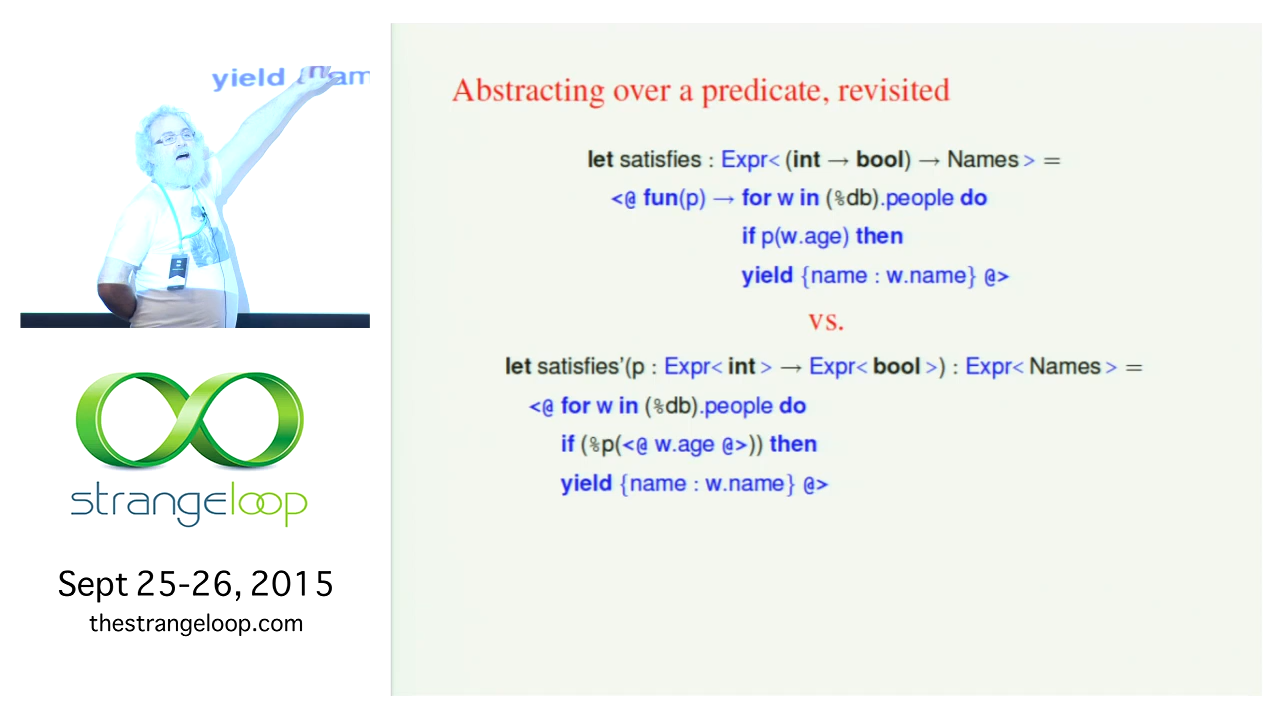 yield {nam
Abstracting over a predicate, revisited
let satisfies : Expr< (int → bool) → Names > =
<@ fun(p) → for w in (%db).people do
if p(w.age) then
yield {name : w.name} @>
vs.
let satisfies’(p : Expr< int > → Expr< bool >) : Expr< Names > =
<@ for w in (%db).people do
if (%p(<@ w.age @>)) then
yield {name : w.name} @>
strangeloop
Sept 25-26, 2015
thestrangeloop.com